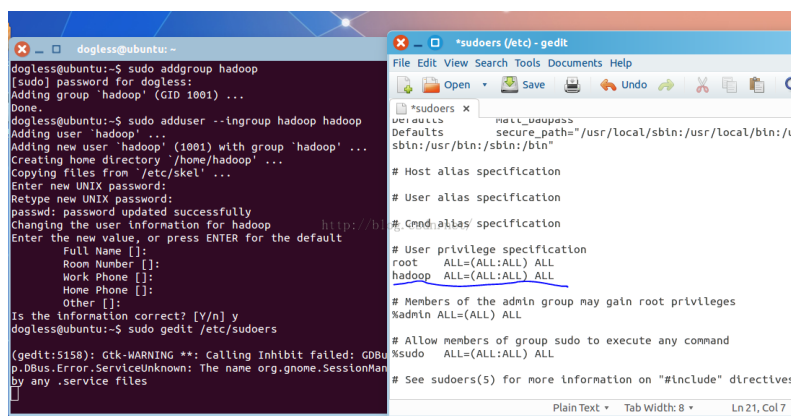 dogless@ubuntu: ~
dogless@ubuntu:~$ sudo addgroup hadoop
[sudo] password for dogless:
Adding group `hadoop' (GID 1001) ...
Done.
dogless@ubuntu:~$ sudo adduser --ingroup hadoop hadoop
Adding user `hadoop' ...
Adding new user `hadoop' (1001) with group `hadoop' ...
Creating home directory `/home/hadoop' ...
Copying files from `/etc/skel' ...
Enter new UNIX password:
Retype new UNIX password:
passwd: password updated successfully
Changing the user information for hadoop
Enter the new value, or press ENTER for the default
Full Name []:
Room Number []:
Work Phone []:
Home Phone []:
Other []:
Is the information correct? [Y/n] y
dogless@ubuntu:~$ sudo gedit /etc/sudoers
(gedit:5158): Gtk-WARNING **: Calling Inhibit failed: GDBu
p.DBus.Error.ServiceUnknown: The name org.gnome.SessionMan
by any .service files
*sudoers (/etc) - gedit
File Edit View Search Tools Documents Help
Open Save Undo
*sudoers ×
Defaults mail_badpass
Defaults secure_path="/usr/local/sbin:/usr/local/bin:/u
sbin:/usr/bin:/sbin:/bin"
# Host alias specification
# User alias specification
# Cmnd alias specification
# User privilege specification
root ALL=(ALL:ALL) ALL
hadoop ALL=(ALL:ALL) ALL
# Members of the admin group may gain root privileges
%admin ALL=(ALL) ALL
# Allow members of group sudo to execute any command
%sudo ALL=(ALL:ALL) ALL
# See sudoers(5) for more information on "#include" directives
Plain Text Tab Width: 8 Ln 21, Col 7